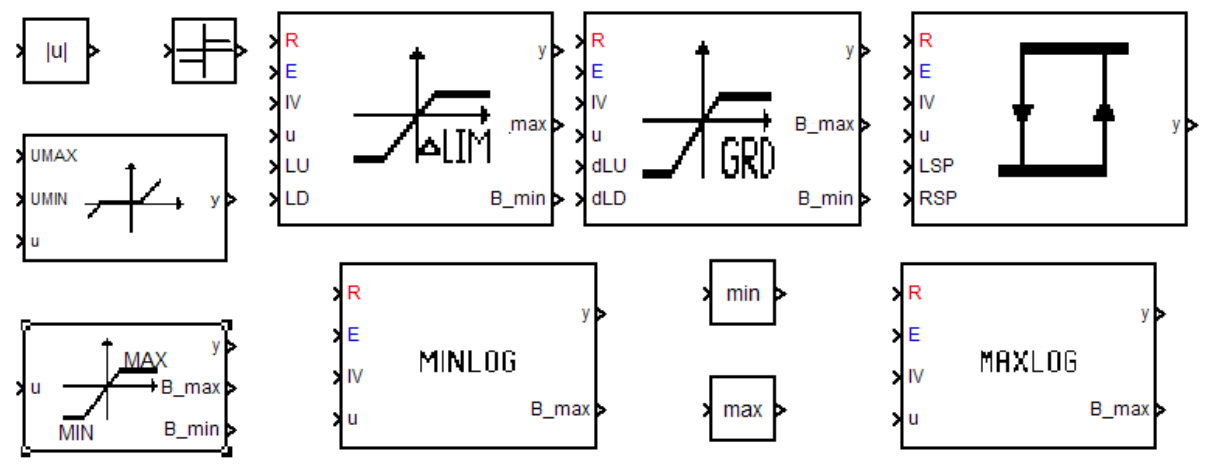 |u|
R
E
IV
u
LU
LD
ΔLIM
y
max
B_min
R
E
IV
u
dLU
dLD
GRD
y
B_max
B_min
R
E
IV
u
LSP
RSP
y
UMAX
UMIN
u
y
u
MAX
MIN
y
B_max
B_min
R
E
IV
u
MINLOG
y
B_max
min
max
R
E
IV
u
MAXLOG
y
B_max